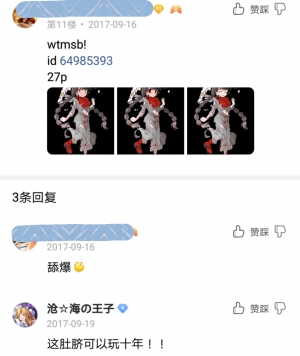 赞踩
第11楼 • 2017-09-16
wtmsb!
id 64985393
27p
3条回复
赞踩
2017-09-16
舔爆
沧☆海の王子
赞踩
2017-09-19
这肚脐可以玩十年！！